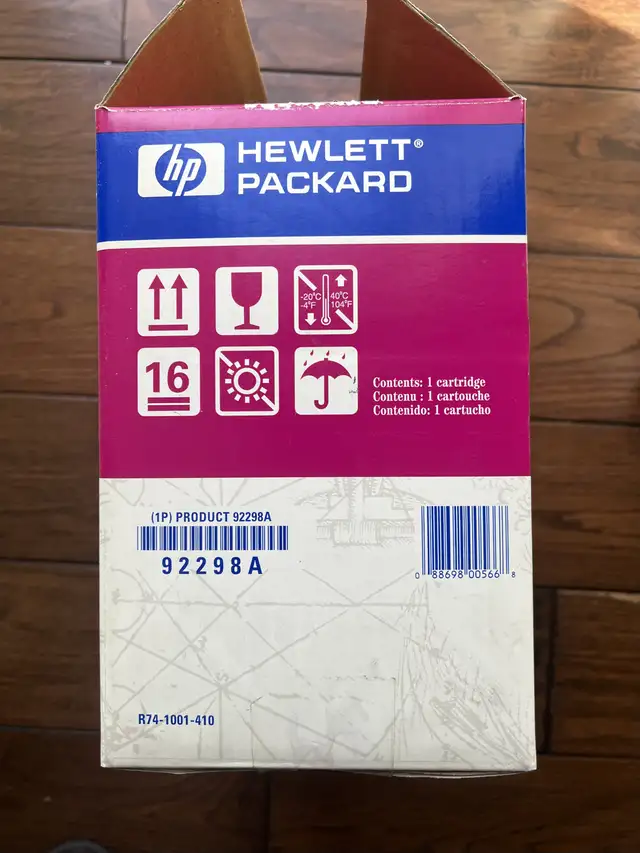 hp HEWLETT®
PACKARD
-20°C 40°C
-4°F 104°F
16
Contents: 1 cartridge
Contenu : 1 cartouche
Contenido: 1 cartucho
(1P) PRODUCT 92298A
92298A
0 88698 00566 8
R74-1001-410